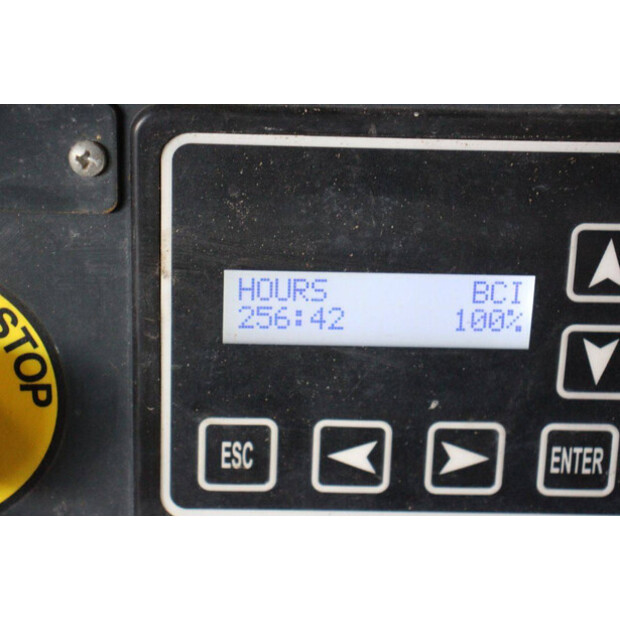 HOURS BCI
256:42 100%
STOP
ESC ENTER